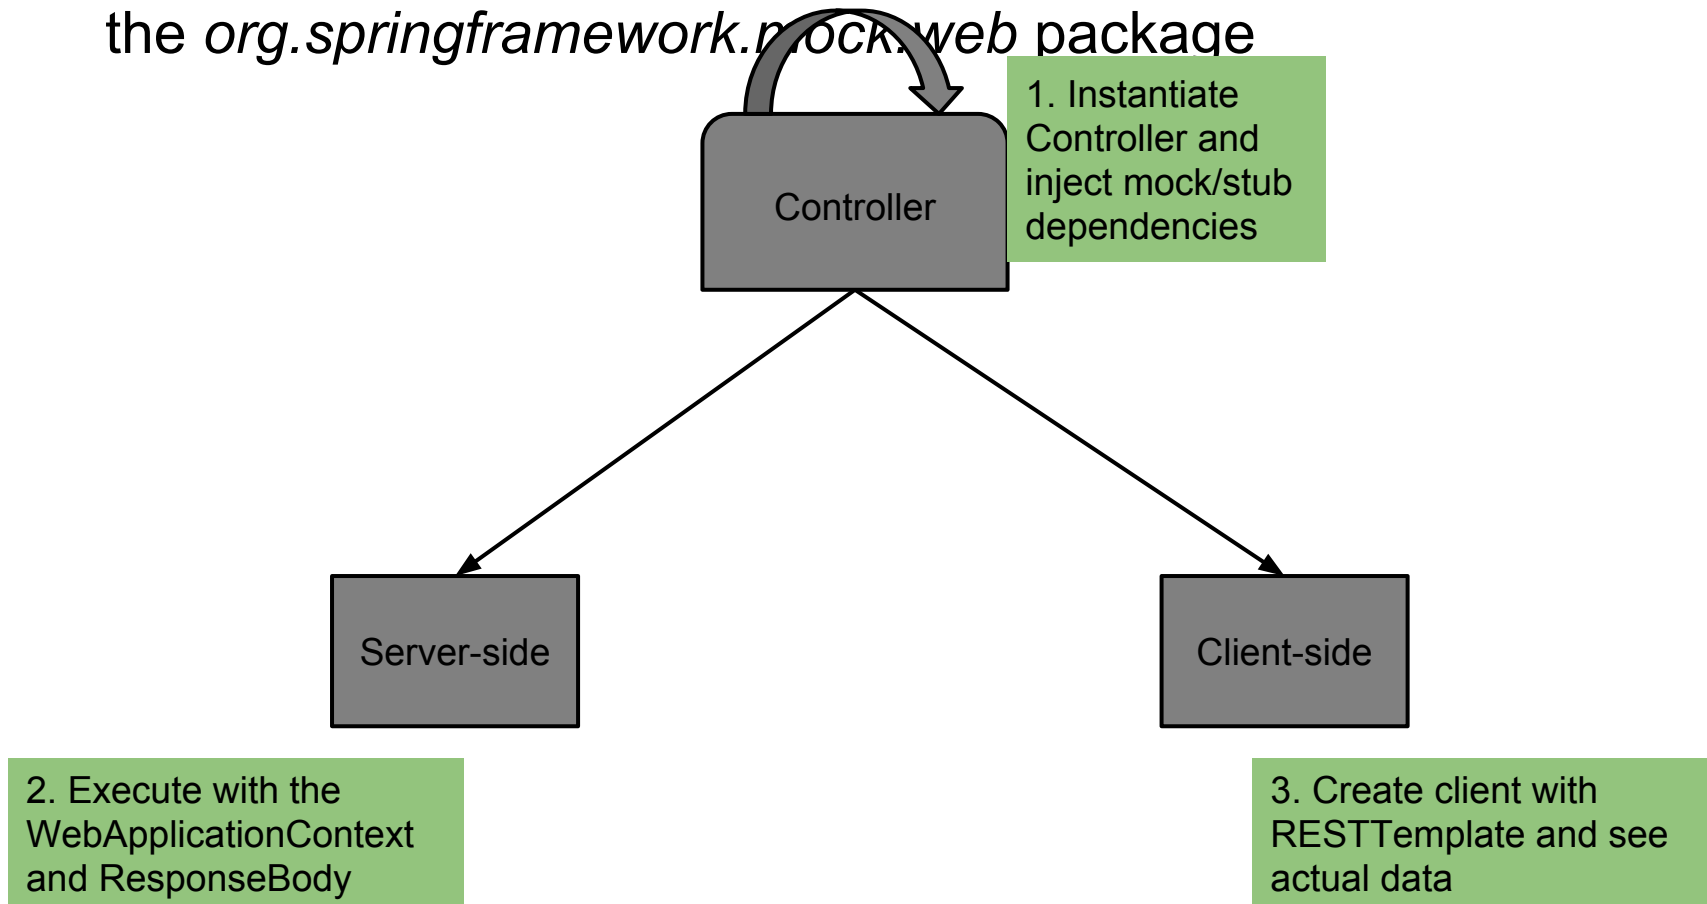 the org.springframework.mock.web package
1. Instantiate
Controller and
inject mock/stub
dependencies
Controller
Server-side
Client-side
2. Execute with the
WebApplicationContext
and ResponseBody
3. Create client with
RESTTemplate and see
actual data